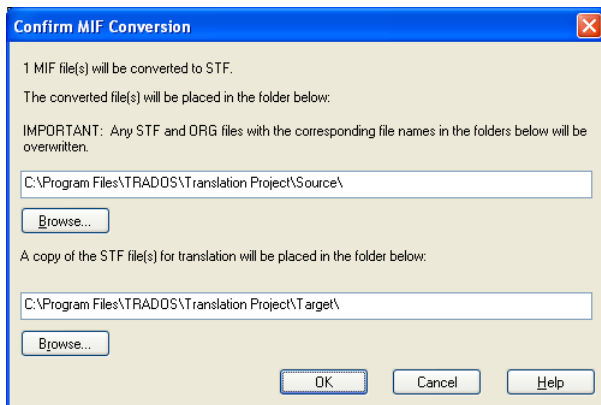 Confirm MIF Conversion
1 MIF file(s) will be converted to STF.
The converted file(s) will be placed in the folder below:
IMPORTANT: Any STF and ORG files with the corresponding file names in the folders below will be
overwritten.
C:\Program Files\TRADOS\Translation Project\Source\
Browse...
A copy of the STF file(s) for translation will be placed in the folder below:
C:\Program Files\TRADOS\Translation Project\Target\
Browse...
OK Cancel Help